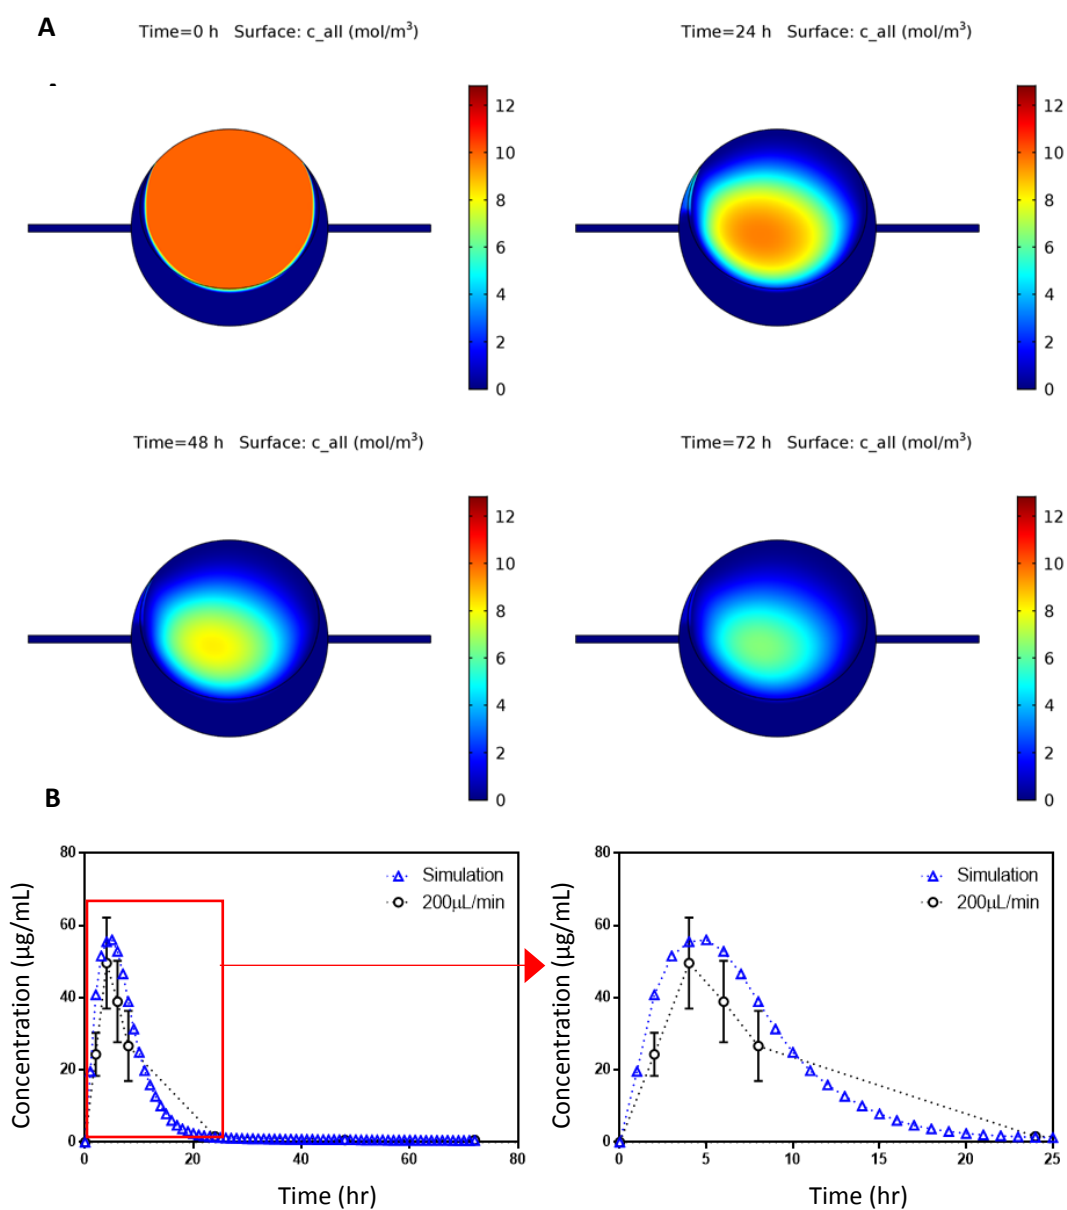 A
Time=0 h Surface: c_all (mol/m³)
12
10
8
6
4
2
0
Time=24 h Surface: c_all (mol/m³)
12
10
8
6
4
2
0
Time=48 h Surface: c_all (mol/m³)
12
10
8
6
4
2
0
Time=72 h Surface: c_all (mol/m³)
12
10
8
6
4
2
0
B
Concentration (µg/mL)
80
60
40
20
0
0 20 40 60 80
Time (hr)
Simulation
200µL/min
Concentration (µg/mL)
80
60
40
20
0
0 5 10 15 20 25
Time (hr)
Simulation
200µL/min